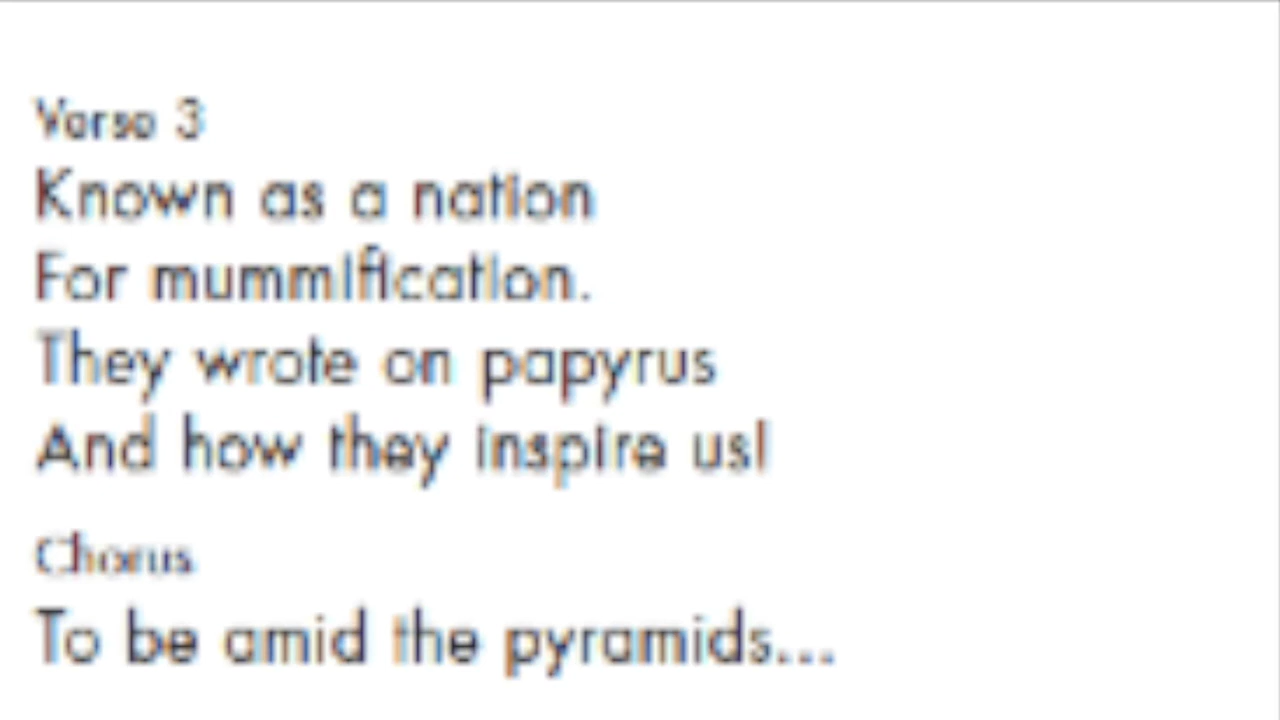 Verse 3
Known as a nation
For mummification.
They wrote on papyrus
And how they inspire us!
Chorus
To be amid the pyramids...